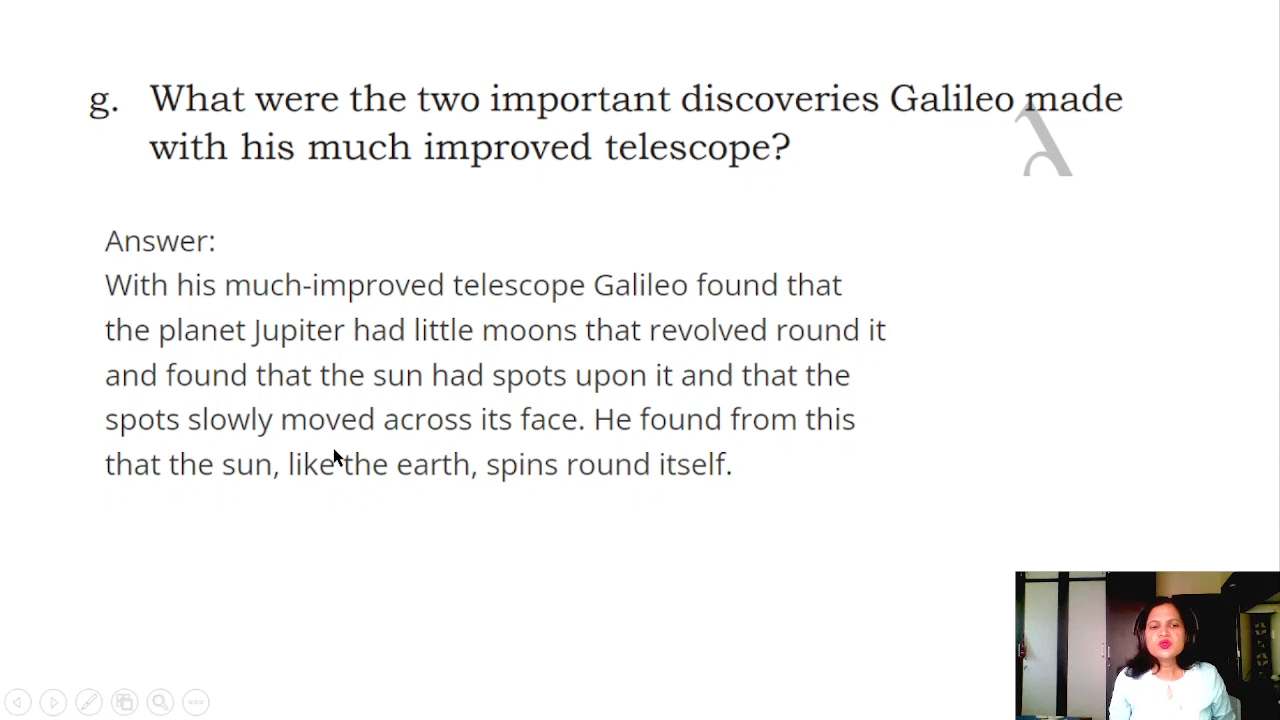 g. What were the two important discoveries Galileo made
with his much improved telescope?
Answer:
With his much-improved telescope Galileo found that
the planet Jupiter had little moons that revolved round it
and found that the sun had spots upon it and that the
spots slowly moved across its face. He found from this
that the sun, like the earth, spins round itself.